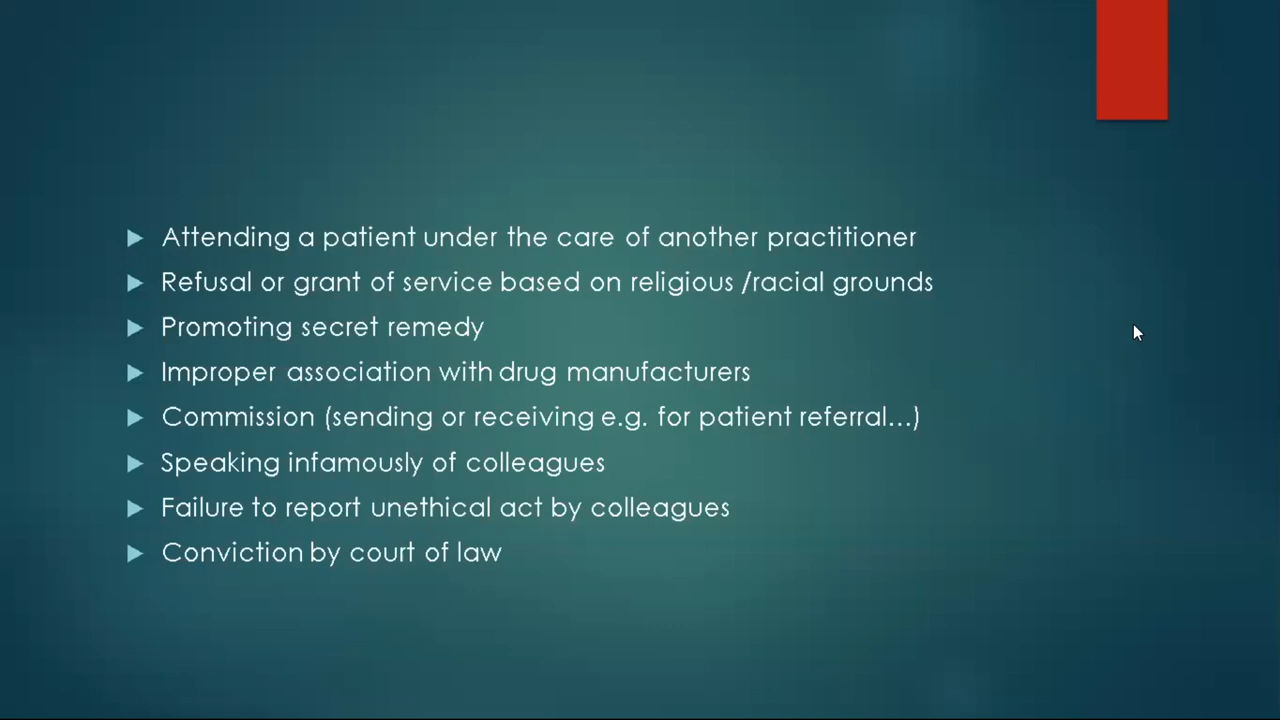 Attending a patient under the care of another practitioner
Refusal or grant of service based on religious /racial grounds
Promoting secret remedy
Improper association with drug manufacturers
Commission (sending or receiving e.g. for patient referral...)
Speaking infamously of colleagues
Failure to report unethical act by colleagues
Conviction by court of law